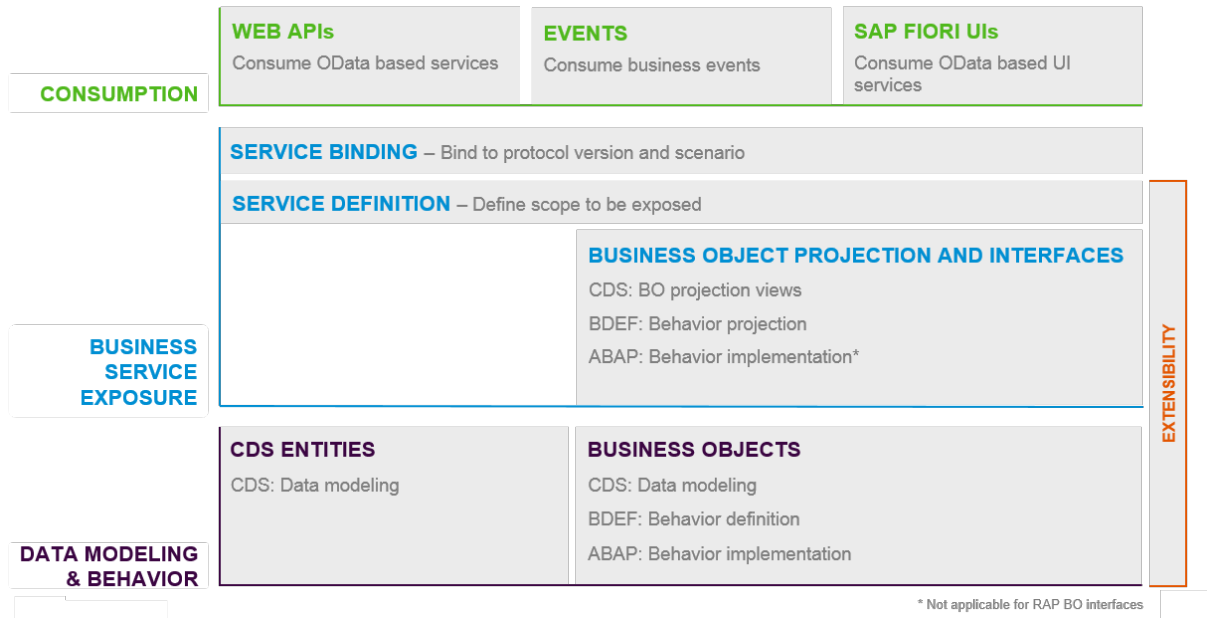 WEB APIs
Consume OData based services
EVENTS
Consume business events
SAP FIORI UIs
Consume OData based UI
services
CONSUMPTION
SERVICE BINDING – Bind to protocol version and scenario
SERVICE DEFINITION – Define scope to be exposed
BUSINESS OBJECT PROJECTION AND INTERFACES
CDS: BO projection views
BDEF: Behavior projection
ABAP: Behavior implementation*
BUSINESS
SERVICE
EXPOSURE
EXTENSIBILITY
CDS ENTITIES
CDS: Data modeling
BUSINESS OBJECTS
CDS: Data modeling
BDEF: Behavior definition
ABAP: Behavior implementation
DATA MODELING
& BEHAVIOR
* Not applicable for RAP BO interfaces